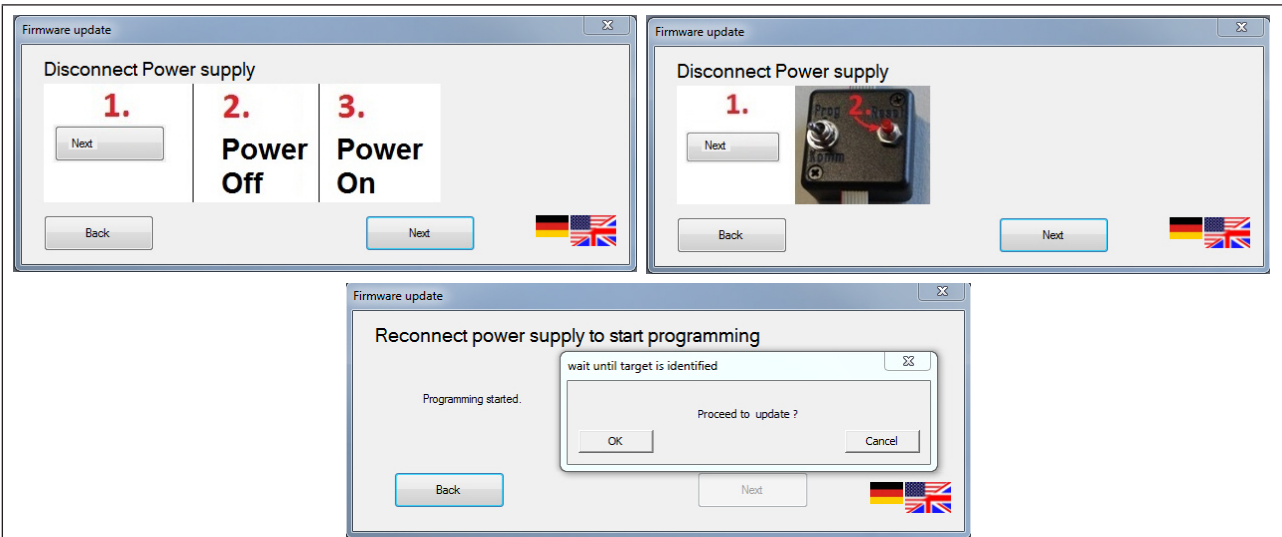 Firmware update
Disconnect Power supply
1.
2.
3.
Next
Power Off
Power On
Back
Next
Firmware update
Disconnect Power supply
1.
Next
Prog
2.
Reset
Komm
Back
Next
Firmware update
Reconnect power supply to start programming
wait until target is identified
Programming started.
Proceed to update ?
OK
Cancel
Back
Next